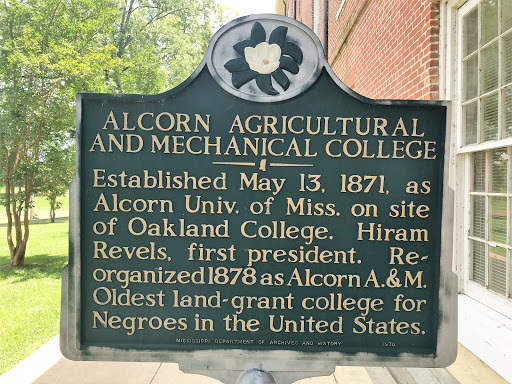 ALCORN AGRICULTURAL
AND MECHANICAL COLLEGE
Established May 13, 1871, as
Alcorn Univ. of Miss. on site
of Oakland College. Hiram
Revels, first president. Re-
organized 1878 as Alcorn A.&M.
Oldest land-grant college for
Negroes in the United States.
MISSISSIPPI DEPARTMENT OF ARCHIVES AND HISTORY 1970